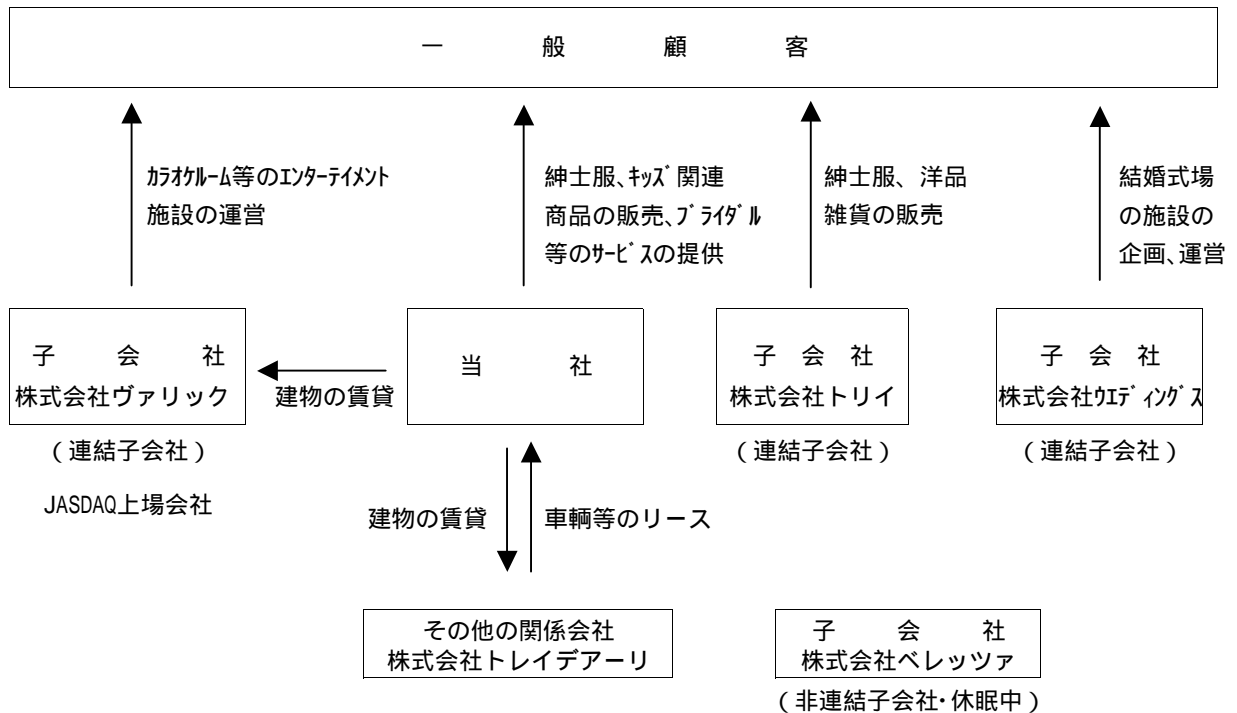 一般顧客
ｶﾗｵｹﾙｰﾑ等のｴﾝﾀｰﾃｲﾒﾝﾄ
施設の運営
紳士服、ｷｯｽﾞ関連
商品の販売、ﾌﾞﾗｲﾀﾞﾙ
等のｻｰﾋﾞｽの提供
紳士服、洋品
雑貨の販売
結婚式場
の施設の
企画、運営
子会社
株式会社ヴァリック
（連結子会社）
JASDAQ上場会社
建物の賃貸
当社
子会社
株式会社トリイ
（連結子会社）
子会社
株式会社ｳｴﾃﾞｨﾝｸﾞｽ
（連結子会社）
建物の賃貸
車輌等のリース
その他の関係会社
株式会社トレイデアーリ
子会社
株式会社ベレッツァ
（非連結子会社･休眠中）